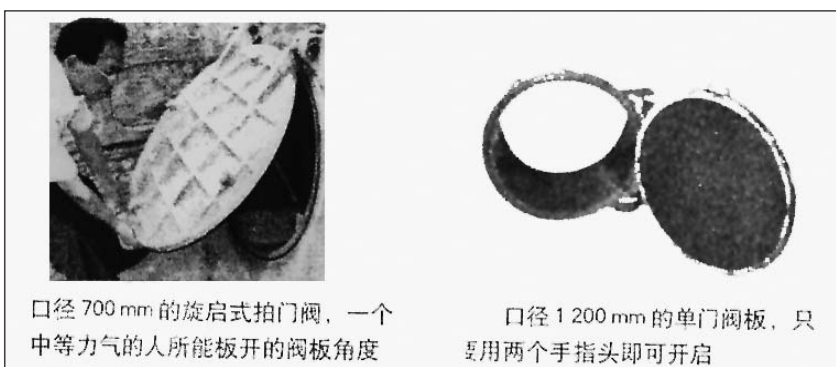 口径 700 mm 的旋启式拍门阀，一个
中等力气的人所能板开的阀板角度
口径 1 200 mm 的单门阀板，只
要用两个手指头即可开启